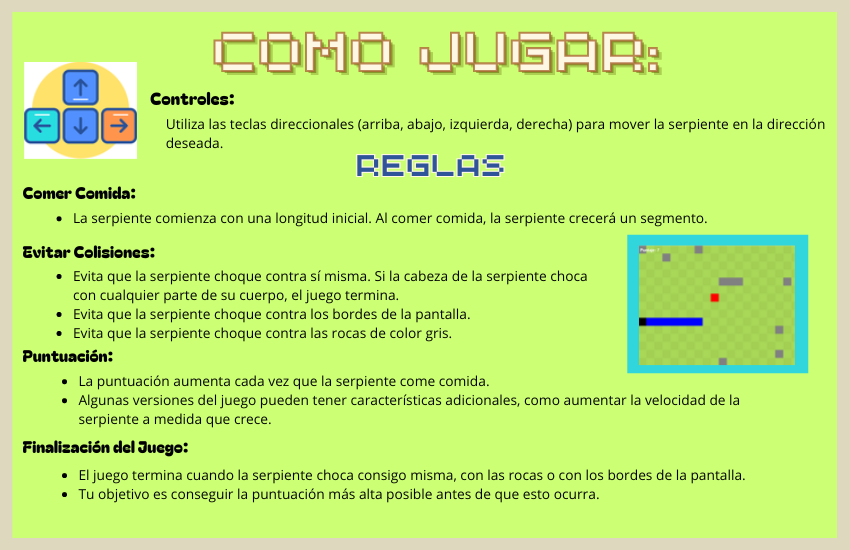 COMO JUGAR:
Controles:
Utiliza las teclas direccionales (arriba, abajo, izquierda, derecha) para mover la serpiente en la dirección
deseada.
REGLAS
Comer Comida:
La serpiente comienza con una longitud inicial. Al comer comida, la serpiente crecerá un segmento.
Evitar Colisiones:
Evita que la serpiente choque contra sí misma. Si la cabeza de la serpiente choca
con cualquier parte de su cuerpo, el juego termina.
Evita que la serpiente choque contra los bordes de la pantalla.
Evita que la serpiente choque contra las rocas de color gris.
Puntuación:
La puntuación aumenta cada vez que la serpiente come comida.
Algunas versiones del juego pueden tener características adicionales, como aumentar la velocidad de la
serpiente a medida que crece.
Finalización del Juego:
El juego termina cuando la serpiente choca consigo misma, con las rocas o con los bordes de la pantalla.
Tu objetivo es conseguir la puntuación más alta posible antes de que esto ocurra.